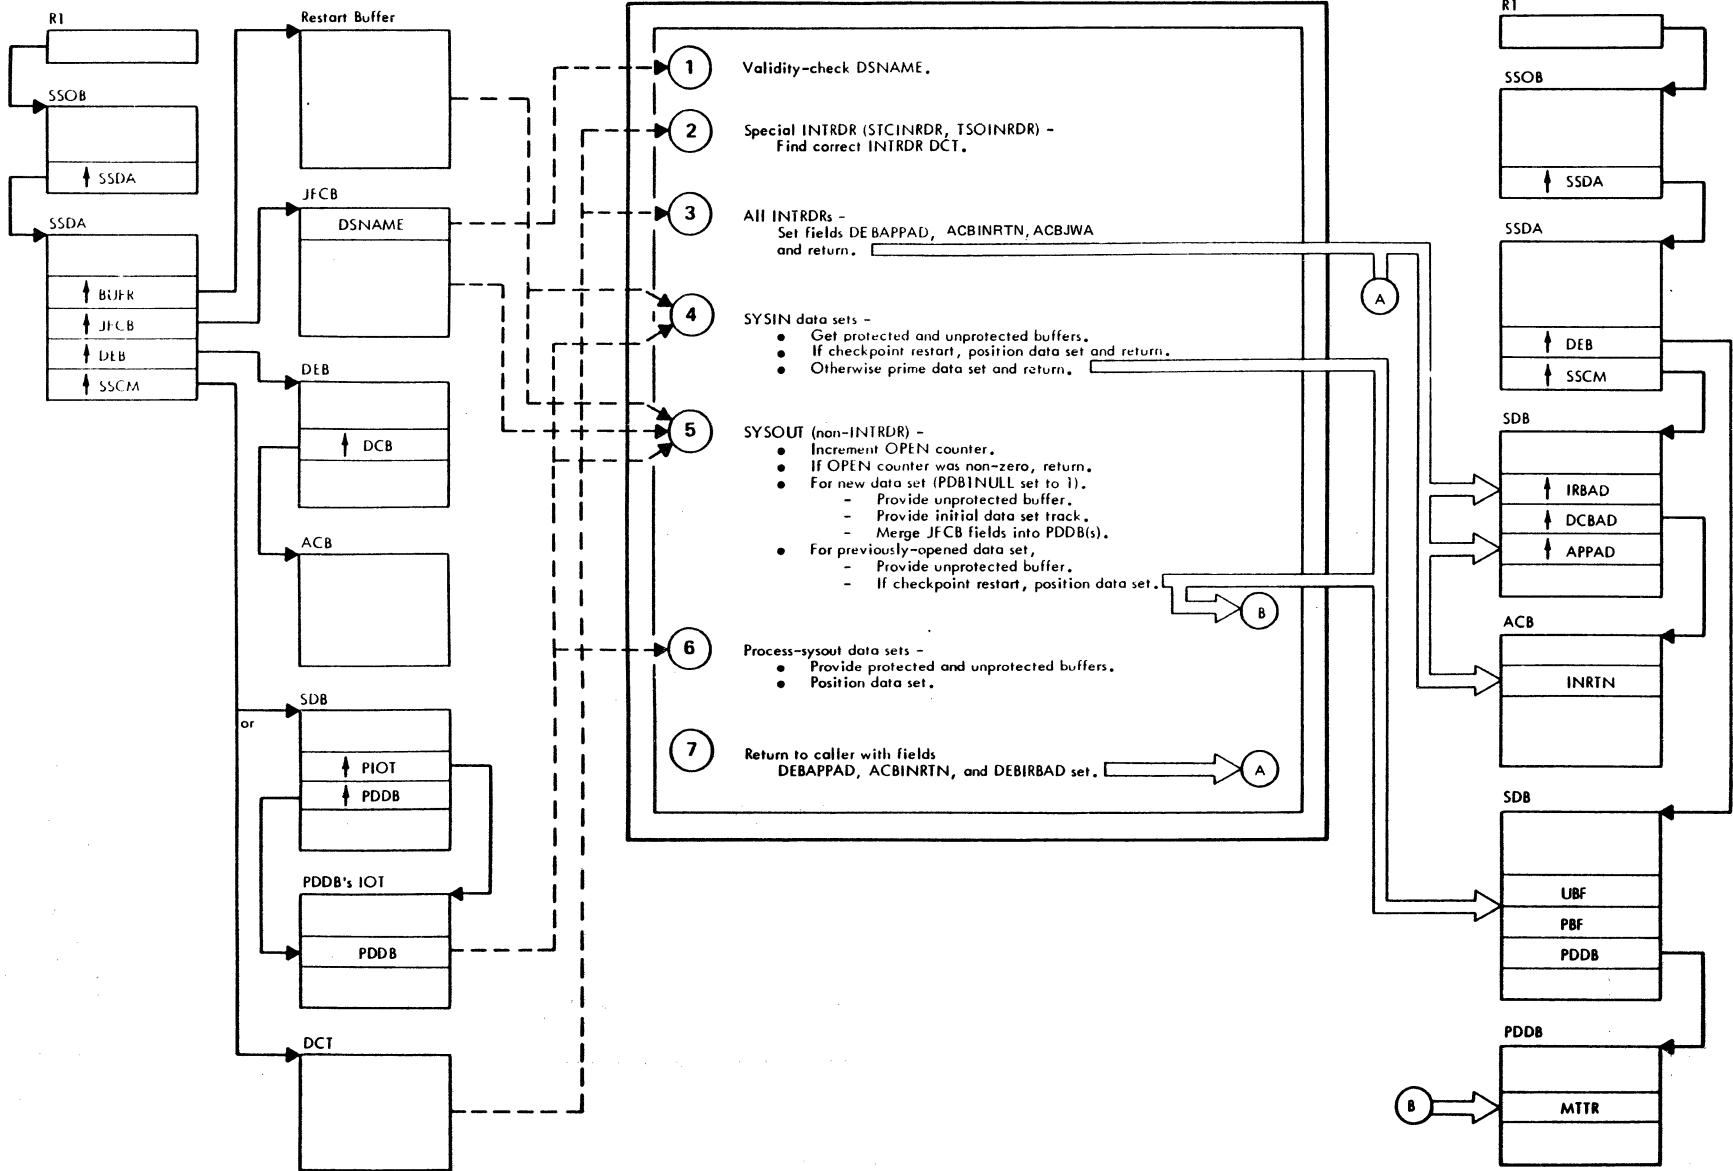 R1
SSOB
↑ SSDA
SSDA
↑ BUFR
↑ JFCB
↑ DEB
↑ SSCM
Restart Buffer
JFCB
DSNAME
DEB
↑ DCB
ACB
SDB
or
↑ PIOT
↑ PDDB
PDDB's IOT
PDDB
DCT
1 Validity-check DSNAME.
2 Special INTRDR (STCINRDR, TSOINRDR) -
Find correct INTRDR DCT.
3 All INTRDRs -
Set fields DEBAPPAD, ACBINRTN, ACBJWA
and return.
A
4 SYSIN data sets -
• Get protected and unprotected buffers.
• If checkpoint restart, position data set and return.
• Otherwise prime data set and return.
5 SYSOUT (non-INTRDR) -
• Increment OPEN counter.
• If OPEN counter was non-zero, return.
• For new data set (PDB1NULL set to 1).
- Provide unprotected buffer.
- Provide initial data set track.
- Merge JFCB fields into PDDB(s).
• For previously-opened data set,
- Provide unprotected buffer.
- If checkpoint restart, position data set.
B
6 Process-sysout data sets -
• Provide protected and unprotected buffers.
• Position data set.
7 Return to caller with fields
DEBAPPAD, ACBINRTN, and DEBIRBAD set.
A
R1
SSOB
↑ SSDA
SSDA
↑ DEB
↑ SSCM
SDB
↑ IRBAD
↑ DCBAD
↑ APPAD
ACB
INRTN
SDB
UBF
PBF
PDDB
PDDB
B
MTTR